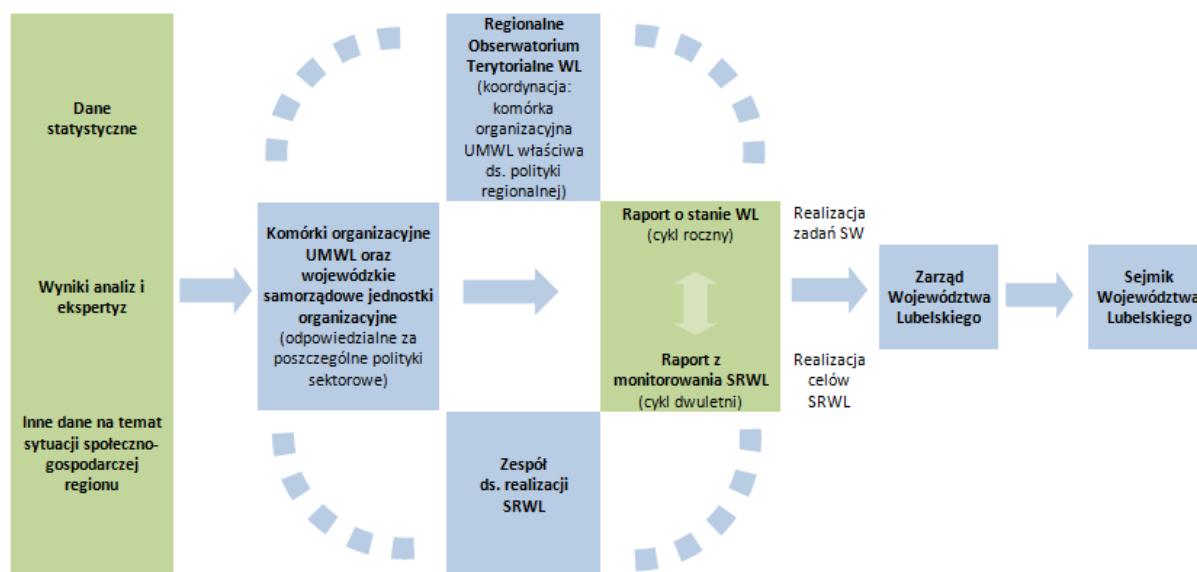 Dane
statystyczne
Wyniki analiz i
ekspertyz
Inne dane na temat
sytuacji społeczno-
gospodarczej
regionu
Regionalne
Obserwatorium
Terytorialne WL
(koordynacja:
komórka
organizacyjna
UMWL właściwa
ds. polityki
regionalnej)
Komórki organizacyjne
UMWL oraz
wojewódzkie
samorządowe jednostki
organizacyjne
(odpowiedzialne za
poszczególne polityki
sektorowe)
Zespół
ds. realizacji
SRWL
Raport o stanie WL
(cykl roczny)
Raport z
monitorowania SRWL
(cykl dwuletni)
Realizacja
zadań SW
Realizacja
celów
SRWL
Zarząd
Województwa
Lubelskiego
Sejmik
Województwa
Lubelskiego